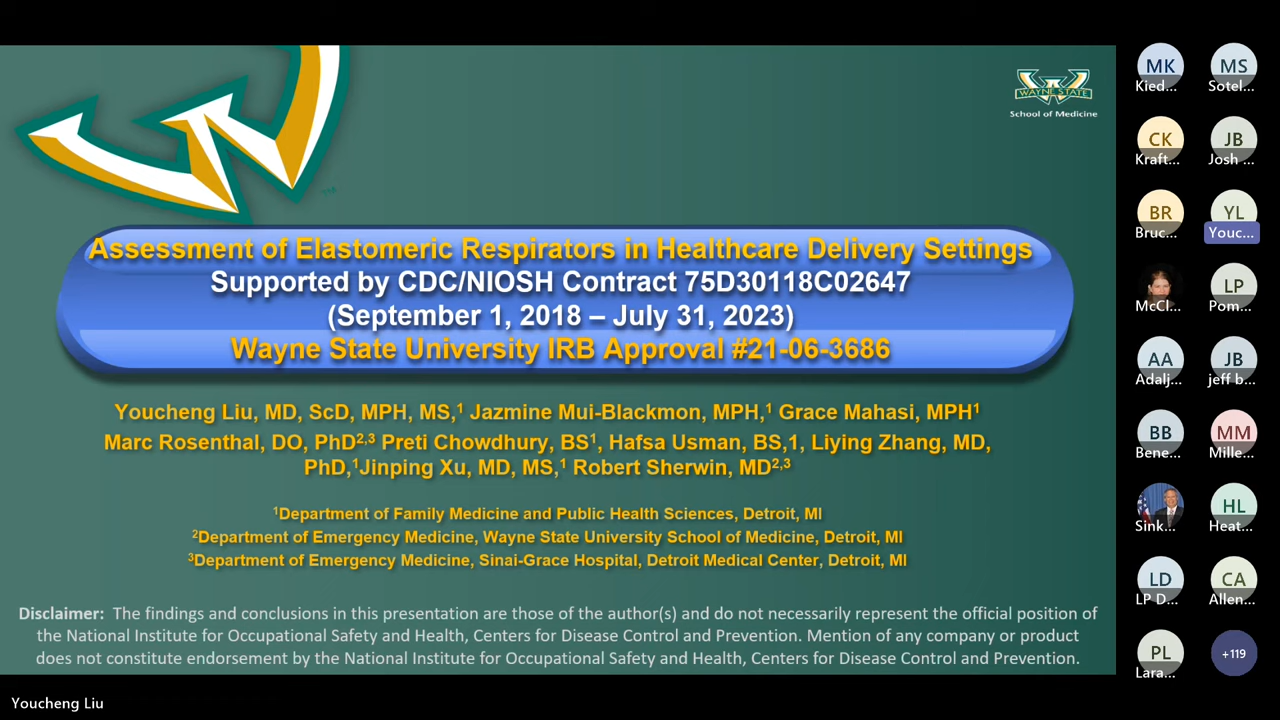 WAYNE STATE
School of Medicine
TM
Assessment of Elastomeric Respirators in Healthcare Delivery Settings
Supported by CDC/NIOSH Contract 75D30118C02647
(September 1, 2018 – July 31, 2023)
Wayne State University IRB Approval #21-06-3686
Youcheng Liu, MD, ScD, MPH, MS,¹ Jazmine Mui-Blackmon, MPH,¹ Grace Mahasi, MPH¹
Marc Rosenthal, DO, PhD²,³ Preti Chowdhury, BS¹, Hafsa Usman, BS,1, Liying Zhang, MD,
PhD,¹Jinping Xu, MD, MS,¹ Robert Sherwin, MD²,³
¹Department of Family Medicine and Public Health Sciences, Detroit, MI
²Department of Emergency Medicine, Wayne State University School of Medicine, Detroit, MI
³Department of Emergency Medicine, Sinai-Grace Hospital, Detroit Medical Center, Detroit, MI
Disclaimer: The findings and conclusions in this presentation are those of the author(s) and do not necessarily represent the official position of
the National Institute for Occupational Safety and Health, Centers for Disease Control and Prevention. Mention of any company or product
does not constitute endorsement by the National Institute for Occupational Safety and Health, Centers for Disease Control and Prevention.
Youcheng Liu
MK MS
Kied... Sotel...
CK JB
Kraft... Josh ...
BR YL
Bruc... Youc...
LP
McCl... Pom...
AA JB
Adalj... jeff b...
BB MM
Bene... Mille...
HL
Sink... Heat...
LD CA
LP D... Allen...
PL +119
Lara...